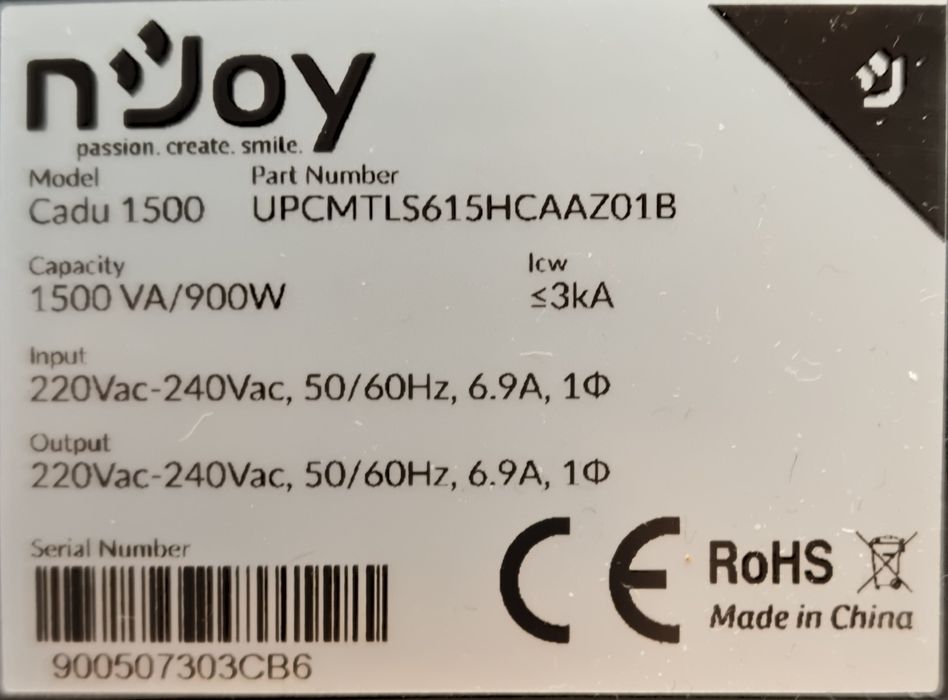 nJoy
passion. create. smile.
Model Part Number
Cadu 1500 UPCMTLS615HCAAZ01B
Capacity Icw
1500 VA/900W ≤3kA
Input
220Vac-240Vac, 50/60Hz, 6.9A, 1Φ
Output
220Vac-240Vac, 50/60Hz, 6.9A, 1Φ
Serial Number
900507303CB6
CE RoHS
Made in China